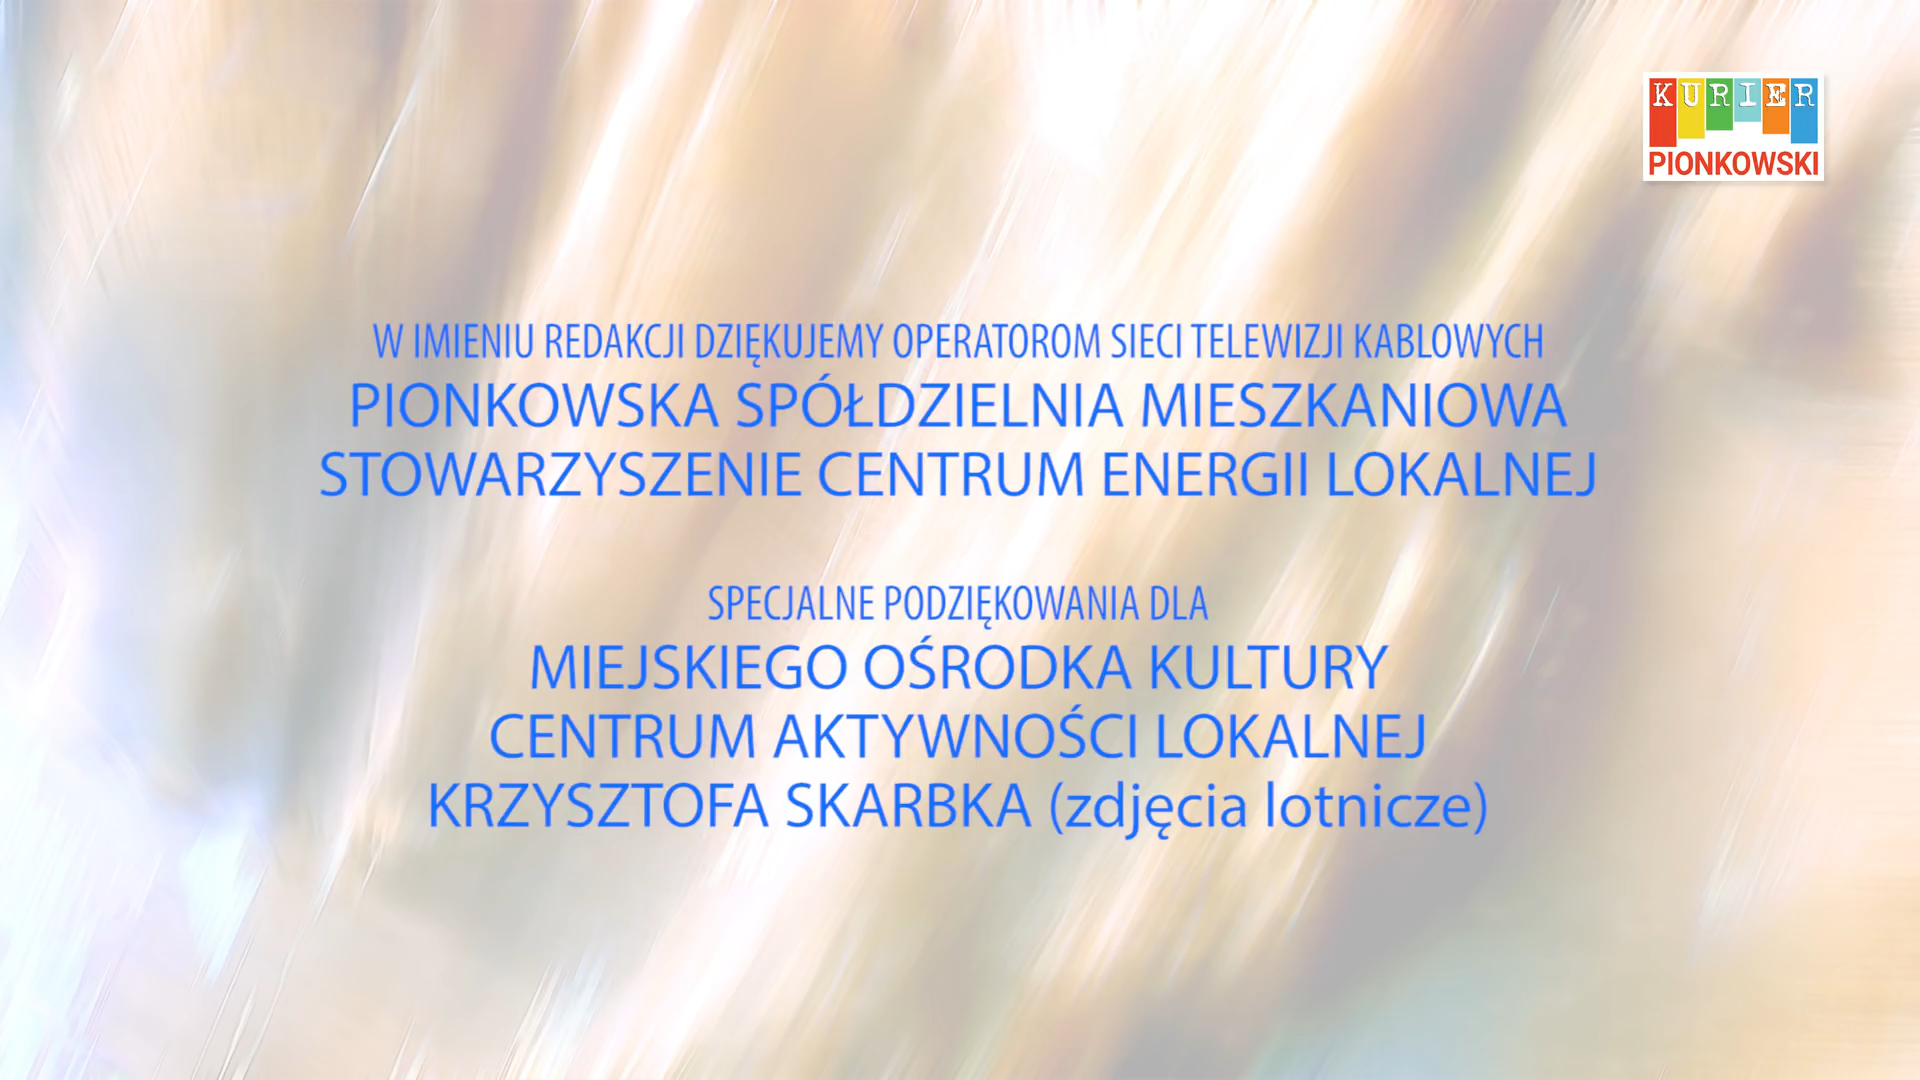 KURIER
PIONKOWSKI
W IMIENIU REDAKCJI DZIĘKUJEMY OPERATOROM SIECI TELEWIZJI KABLOWYCH
PIONKOWSKA SPÓŁDZIELNIA MIESZKANIOWA
STOWARZYSZENIE CENTRUM ENERGII LOKALNEJ
SPECJALNE PODZIĘKOWANIA DLA
MIEJSKIEGO OŚRODKA KULTURY
CENTRUM AKTYWNOŚCI LOKALNEJ
KRZYSZTOFA SKARBKA (zdjęcia lotnicze)